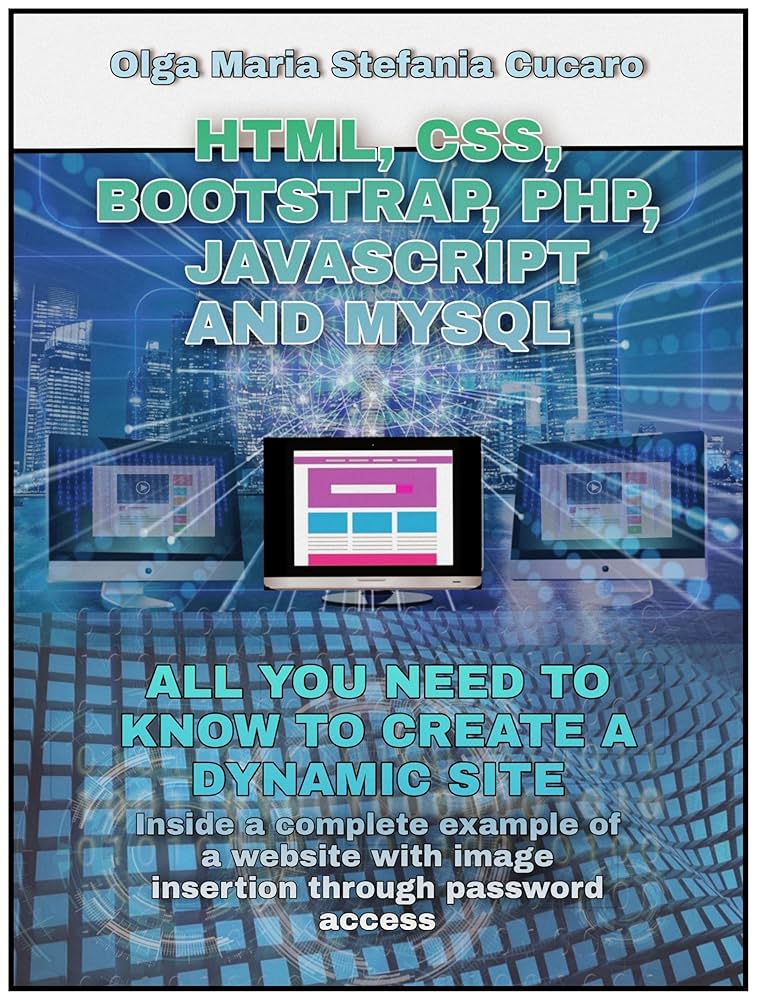 Olga Maria Stefania Cucaro
HTML, CSS,
BOOTSTRAP, PHP,
JAVASCRIPT
AND MYSQL
ALL YOU NEED TO
KNOW TO CREATE A
DYNAMIC SITE
Inside a complete example of
a website with image
insertion through password
access